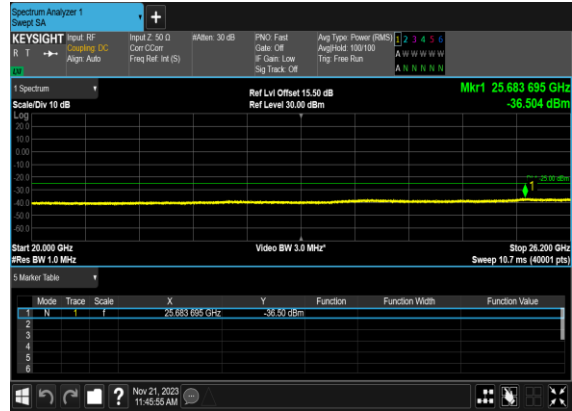 Spectrum Analyzer 1
Swept SA
+
KEYSIGHT
R T
Input: RF
Coupling: DC
Align: Auto
Input Z: 50 Ω
Corr CCorr
Freq Ref: Int (S)
#Atten: 30 dB
PNO: Fast
Gate: Off
IF Gain: Low
Sig Track: Off
Avg Type: Power (RMS)
Avg|Hold: 100/100
Trig: Free Run
1 2 3 4 5 6
A W W W W W
A N N N N N
1 Spectrum
Scale/Div 10 dB
Log
Ref Lvl Offset 15.50 dB
Ref Level 30.00 dBm
Mkr1 25.683 695 GHz
-36.504 dBm
20.0
10.0
0.00
-10.0
-20.0
-30.0
-40.0
-50.0
-60.0
-25.00 dBm
1
Start 20.000 GHz
#Res BW 1.0 MHz
Video BW 3.0 MHz*
Stop 26.200 GHz
Sweep 10.7 ms (40001 pts)
5 Marker Table
Mode Trace Scale X Y Function Function Width Function Value
1 N 1 f 25.683 695 GHz -36.50 dBm
2
3
4
5
6
?
Nov 21, 2023
11:45:55 AM